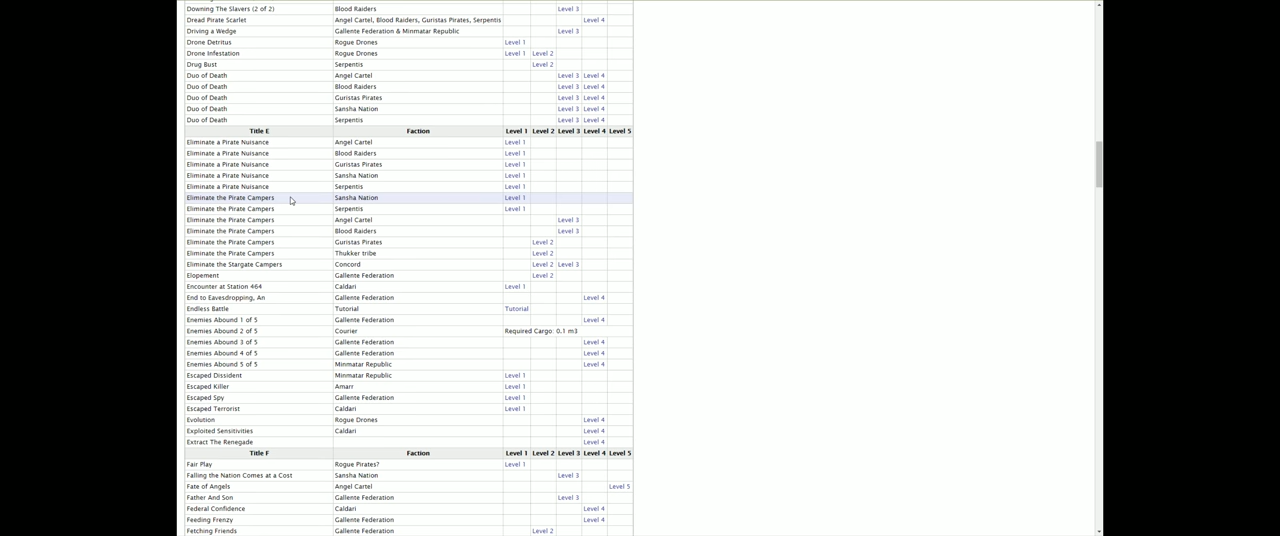 Downing The Slavers (2 of 2) Blood Raiders Level 3
Dread Pirate Scarlet Angel Cartel, Blood Raiders, Guristas Pirates, Serpentis Level 4
Driving a Wedge Gallente Federation & Minmatar Republic Level 3
Drone Detritus Rogue Drones Level 1
Drone Infestation Rogue Drones Level 1 Level 2
Drug Bust Serpentis Level 2
Duo of Death Angel Cartel Level 3 Level 4
Duo of Death Blood Raiders Level 3 Level 4
Duo of Death Guristas Pirates Level 3 Level 4
Duo of Death Sansha Nation Level 3 Level 4
Duo of Death Serpentis Level 3 Level 4
Title E Faction Level 1 Level 2 Level 3 Level 4 Level 5
Eliminate a Pirate Nuisance Angel Cartel Level 1
Eliminate a Pirate Nuisance Blood Raiders Level 1
Eliminate a Pirate Nuisance Guristas Pirates Level 1
Eliminate a Pirate Nuisance Sansha Nation Level 1
Eliminate a Pirate Nuisance Serpentis Level 1
Eliminate the Pirate Campers Sansha Nation Level 1
Eliminate the Pirate Campers Serpentis Level 1
Eliminate the Pirate Campers Angel Cartel Level 3
Eliminate the Pirate Campers Blood Raiders Level 3
Eliminate the Pirate Campers Guristas Pirates Level 2
Eliminate the Pirate Campers Thukker tribe Level 2
Eliminate the Stargate Campers Concord Level 2 Level 3
Elopement Gallente Federation Level 2
Encounter at Station 464 Caldari Level 1
End to Eavesdropping, An Gallente Federation Level 4
Endless Battle Tutorial Tutorial
Enemies Abound 1 of 5 Gallente Federation Level 4
Enemies Abound 2 of 5 Courier Required Cargo: 0,1 m3
Enemies Abound 3 of 5 Gallente Federation Level 4
Enemies Abound 4 of 5 Gallente Federation Level 4
Enemies Abound 5 of 5 Minmatar Republic Level 4
Escaped Dissident Minmatar Republic Level 1
Escaped Killer Amarr Level 1
Escaped Spy Gallente Federation Level 1
Escaped Terrorist Caldari Level 1
Evolution Rogue Drones Level 4
Exploited Sensitivities Caldari Level 4
Extract The Renegade Level 4
Title F Faction Level 1 Level 2 Level 3 Level 4 Level 5
Fair Play Rogue Pirates? Level 1
Falling the Nation Comes at a Cost Sansha Nation Level 3
Fate of Angels Angel Cartel Level 5
Father And Son Gallente Federation Level 3
Federal Confidence Caldari Level 4
Feeding Frenzy Gallente Federation Level 4
Fetching Friends Gallente Federation Level 2